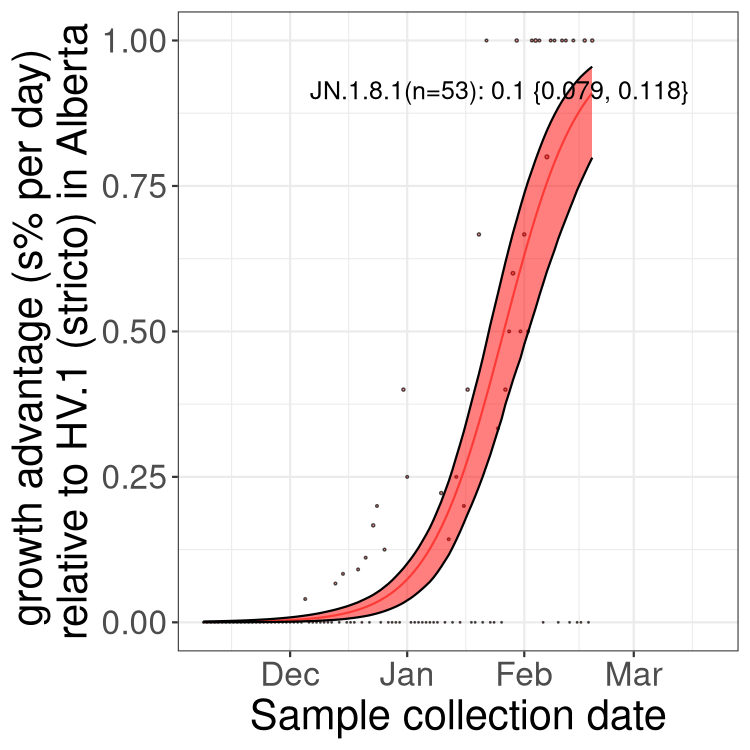 growth advantage (s% per day)
relative to HV.1 (stricto) in Alberta
1.00
0.75
0.50
0.25
0.00
JN.1.8.1(n=53): 0.1 {0.079, 0.118}
Dec
Jan
Feb
Mar
Sample collection date